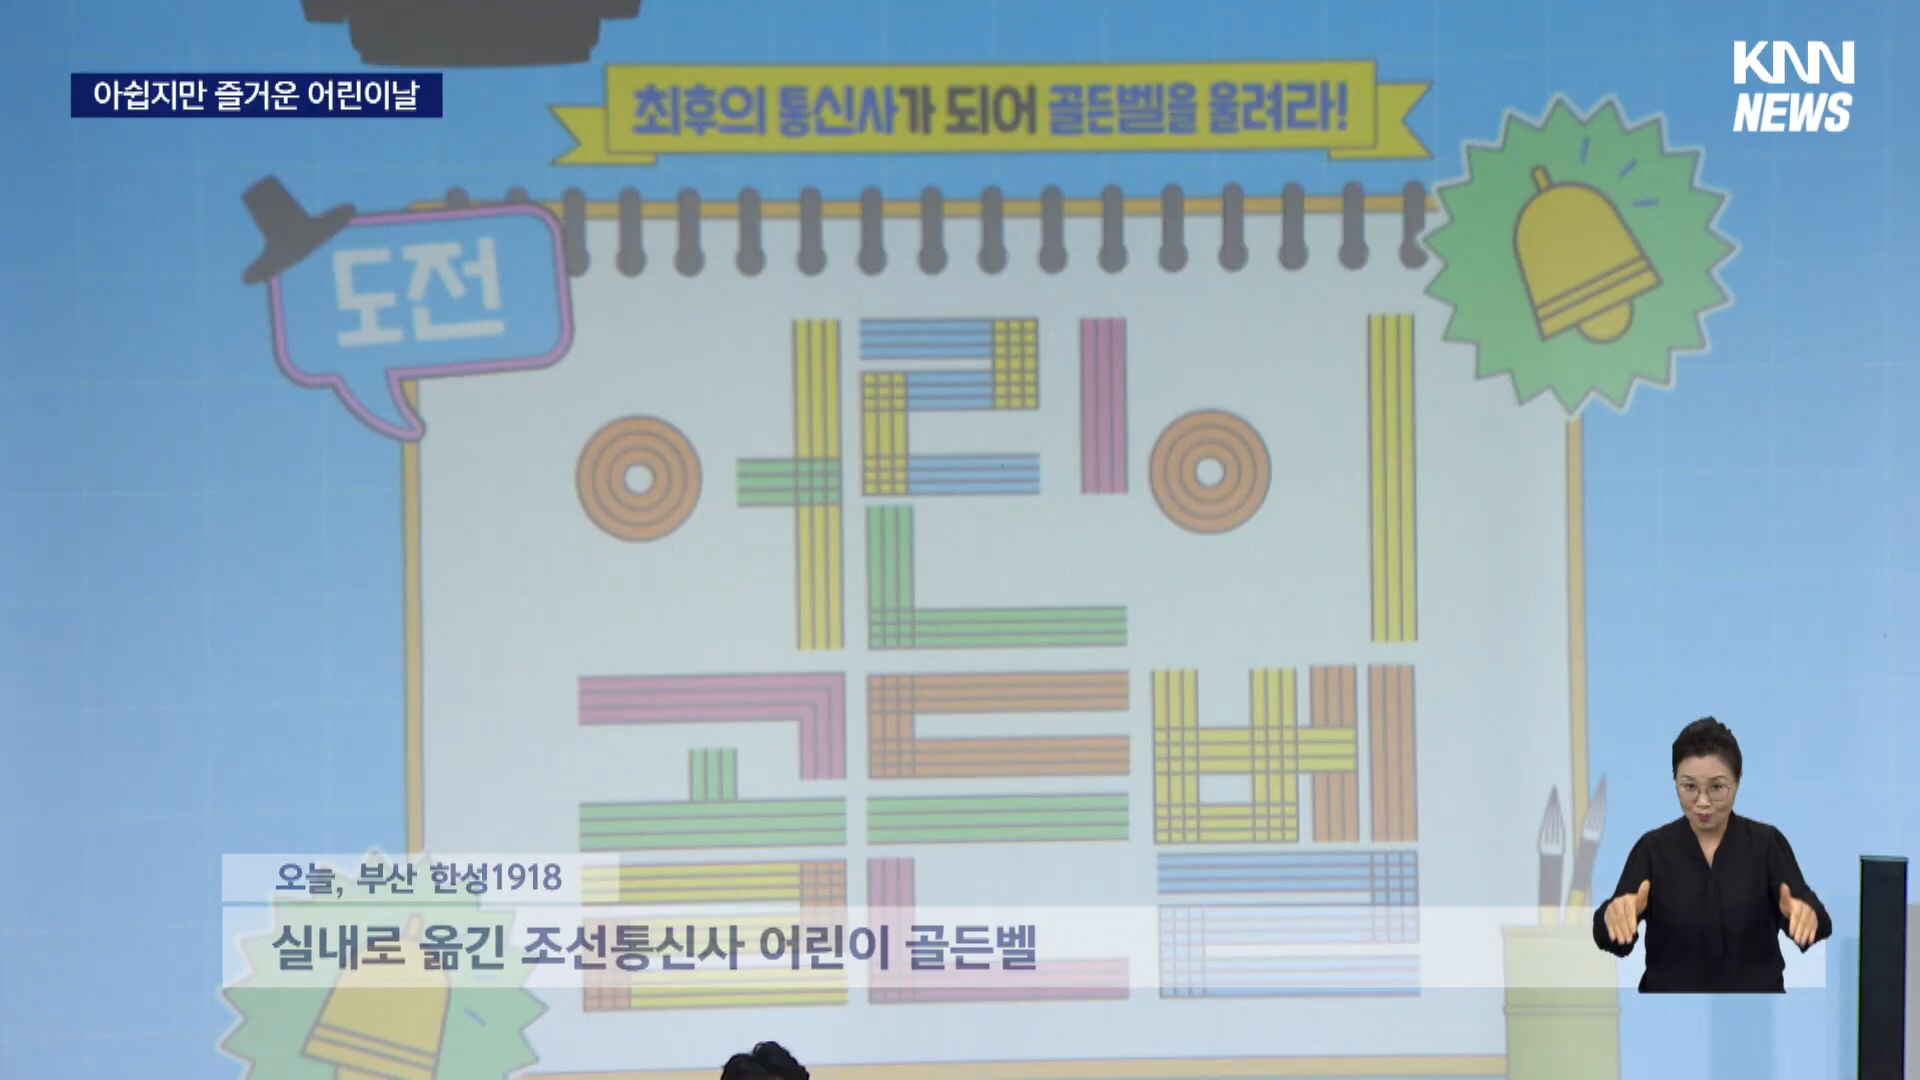 아쉽지만 즐거운 어린이날
KNN
NEWS
최후의 통신사가 되어 골든벨을 울려라!
도전
어린이
골든벨
오늘, 부산 한성1918
실내로 옮긴 조선통신사 어린이 골든벨